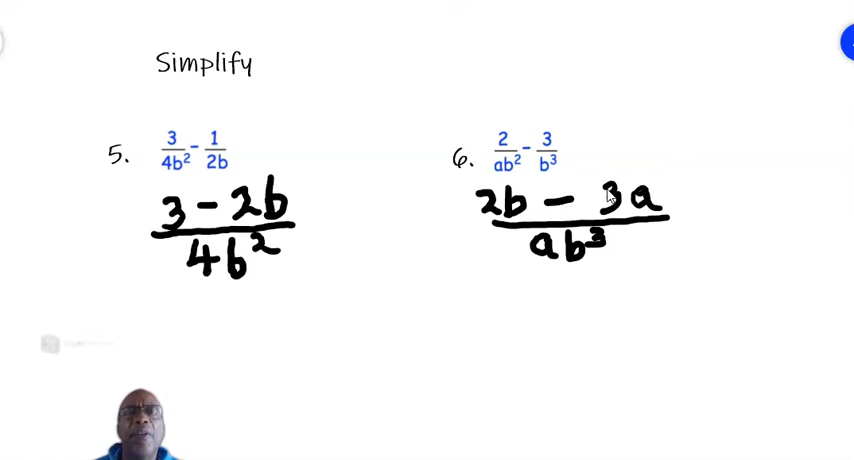 Simplify
5. 3/4b² - 1/2b
3 - 2b / 4b²
6. 2/ab² - 3/b³
2b - 3a / ab³